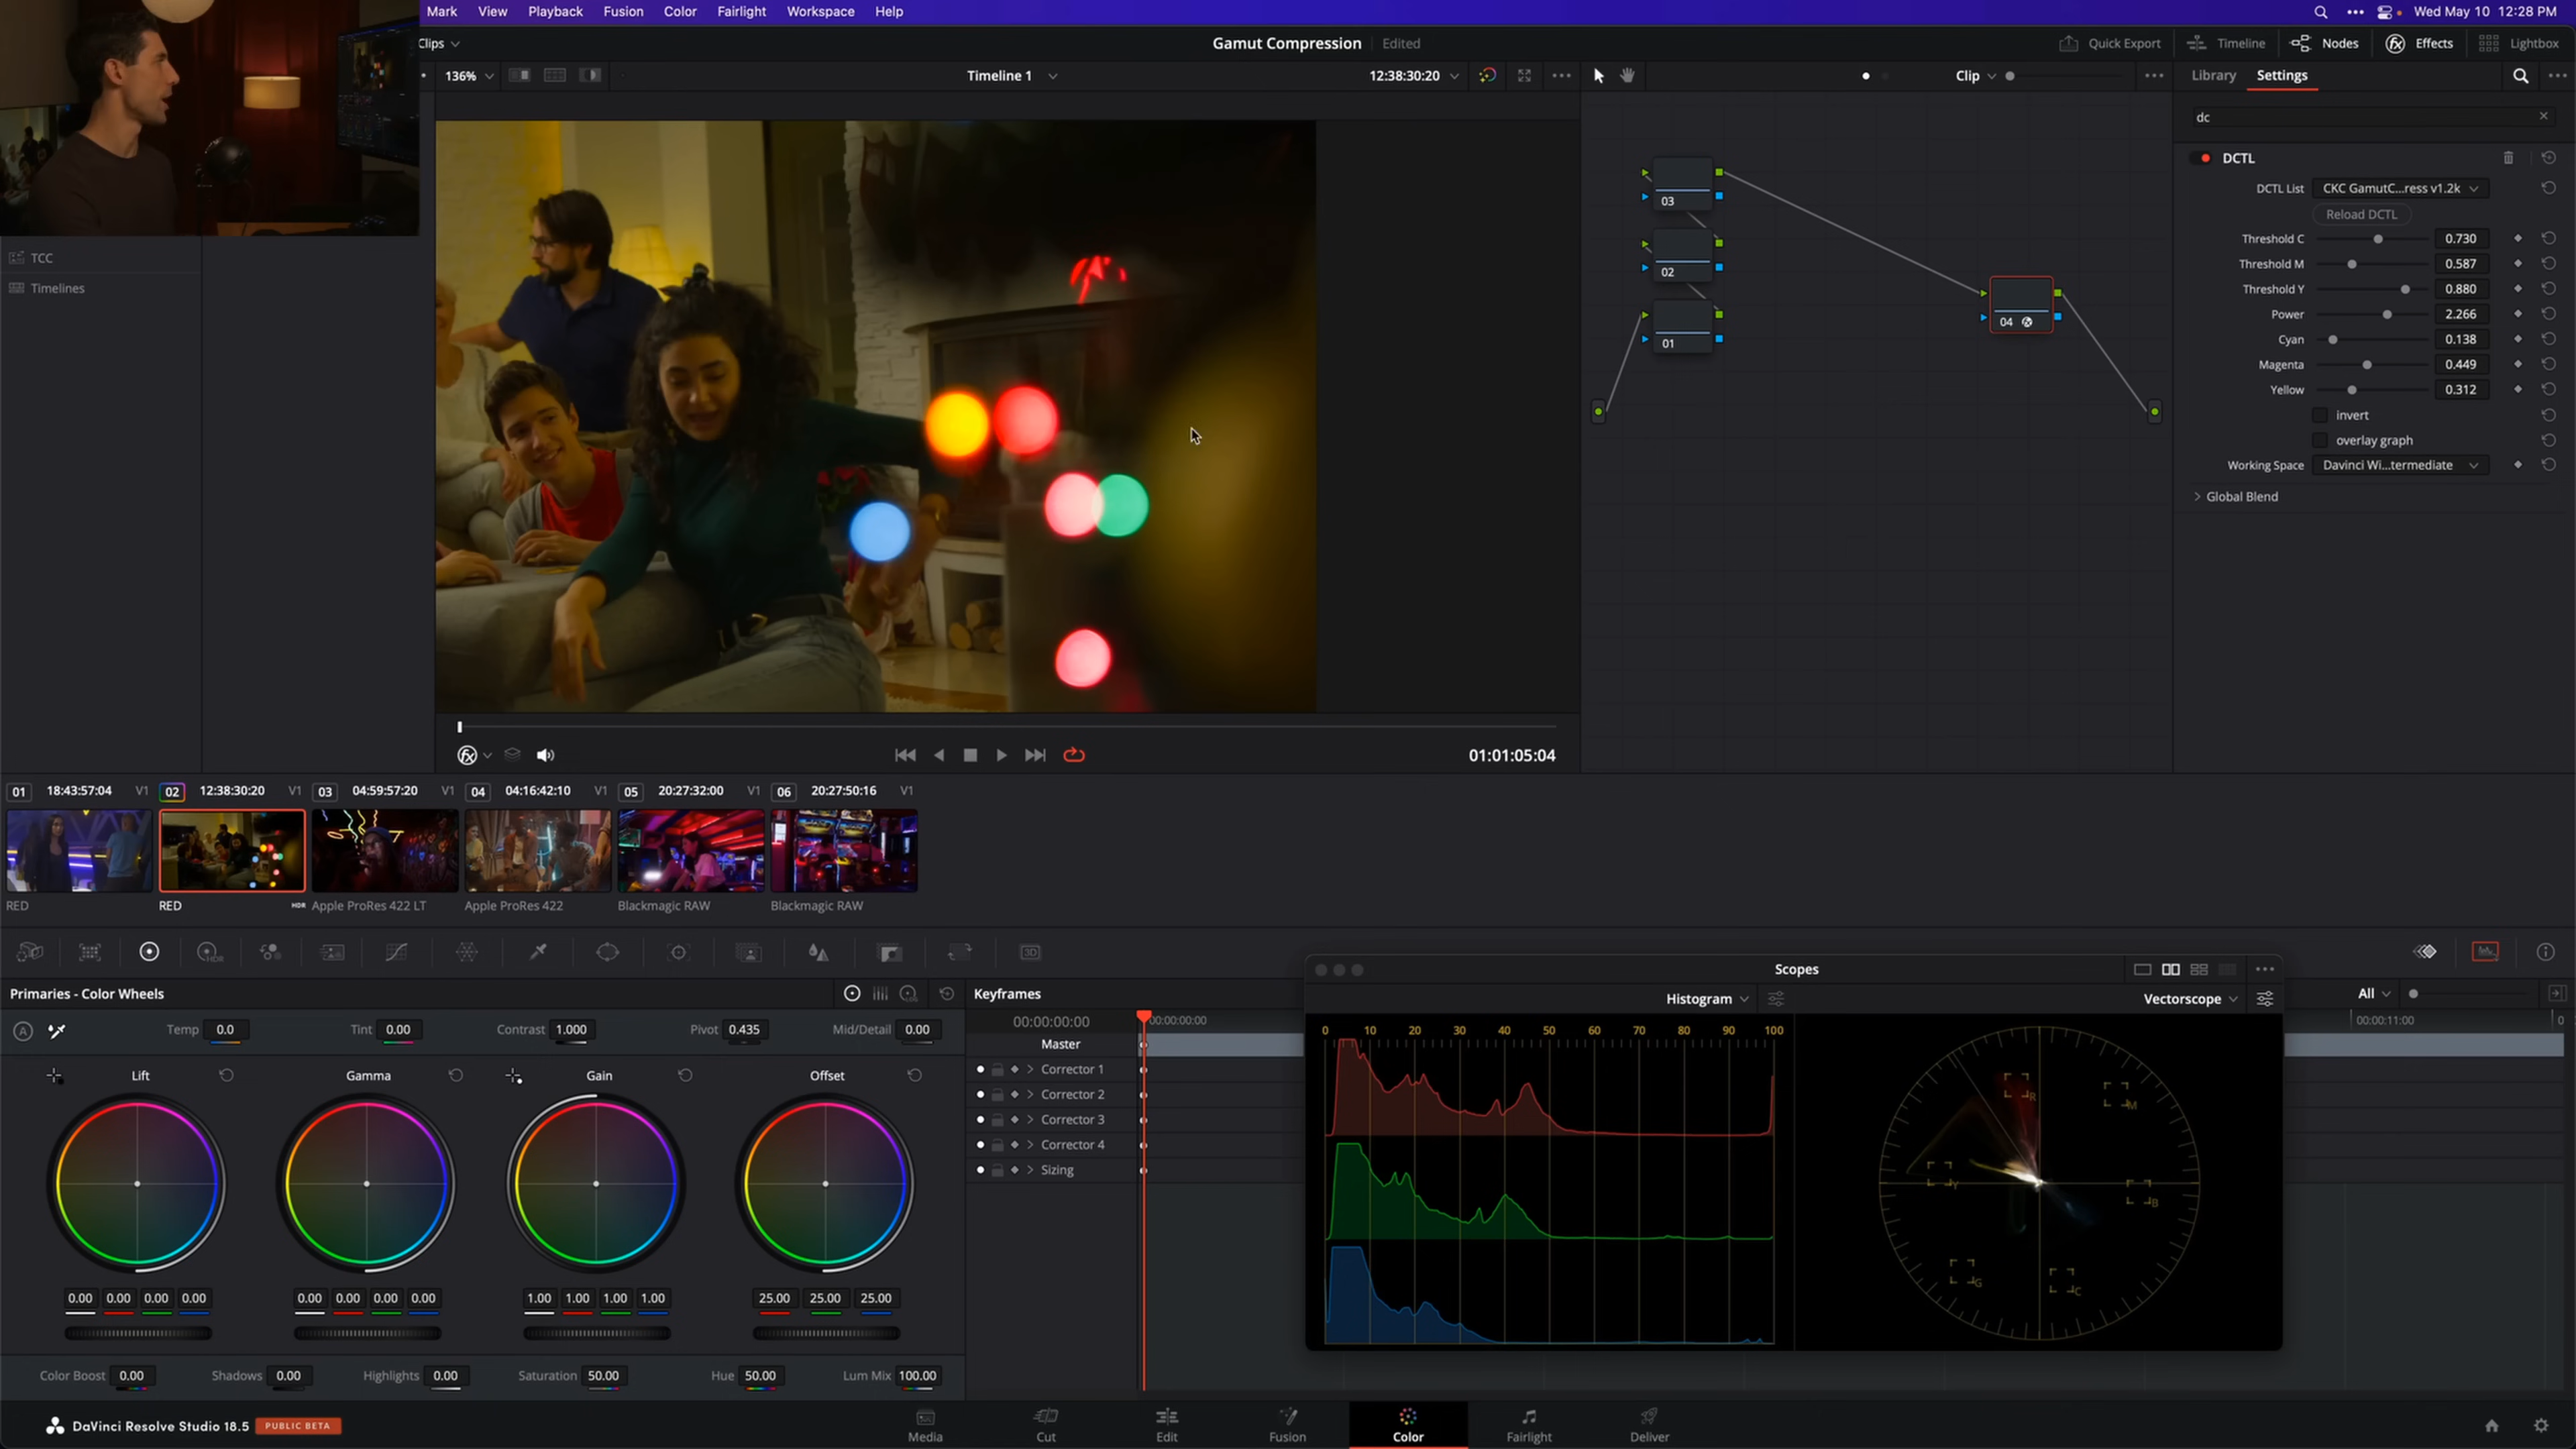 Mark View Playback Fusion Color Fairlight Workspace Help Wed May 10 12:28 PM
Clips Gamut Compression Edited Quick Export Timeline Nodes Effects Lightbox
136% Timeline 1 12:38:30:20 Clip Library Settings
dc
DCTL
DCTL List CKC GamutC...ress v1.2k
Reload DCTL
Threshold C 0.730
Threshold M 0.587
Threshold Y 0.880
Power 2.266
Cyan 0.138
Magenta 0.449
Yellow 0.312
invert
overlay graph
Working Space Davinci Wi...termediate
Global Blend
03
02
01
04
TCC
Timelines
01:01:05:04
01 18:43:57:04 V1 02 12:38:30:20 V1 03 04:59:57:20 V1 04 04:16:42:10 V1 05 20:27:32:00 V1 06 20:27:50:16 V1
RED RED HDR Apple ProRes 422 LT Apple ProRes 422 Blackmagic RAW Blackmagic RAW
HDR 3D
Primaries - Color Wheels Keyframes
A Temp 0.0 Tint 0.00 Contrast 1.000 Pivot 0.435 Mid/Detail 0.00
Lift Gamma Gain Offset
0.00 0.00 0.00 0.00 0.00 0.00 0.00 0.00 1.00 1.00 1.00 1.00 25.00 25.00 25.00
Color Boost 0.00 Shadows 0.00 Highlights 0.00 Saturation 50.00 Hue 50.00 Lum Mix 100.00
00:00:00:00 00:00:00:00
Master
Corrector 1
Corrector 2
Corrector 3
Corrector 4
Sizing
Scopes
Histogram Vectorscope
0 10 20 30 40 50 60 70 80 90 100
R
M
Y
B
G
C
All
00:00:11:00 0
DaVinci Resolve Studio 18.5 PUBLIC BETA
Media Cut Edit Fusion Color Fairlight Deliver